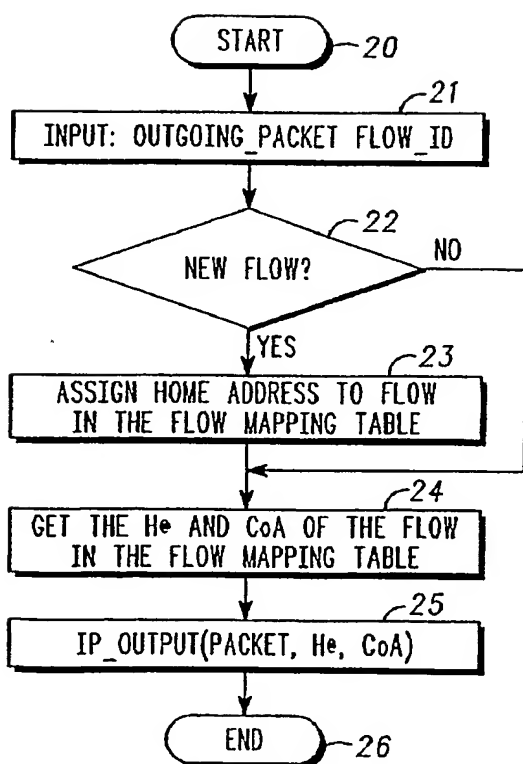 START
20
21
INPUT: OUTGOING_PACKET FLOW_ID
22
NEW FLOW?
NO
YES
23
ASSIGN HOME ADDRESS TO FLOW
IN THE FLOW MAPPING TABLE
24
GET THE H@ AND CoA OF THE FLOW
IN THE FLOW MAPPING TABLE
25
IP_OUTPUT(PACKET, H@, CoA)
END
26